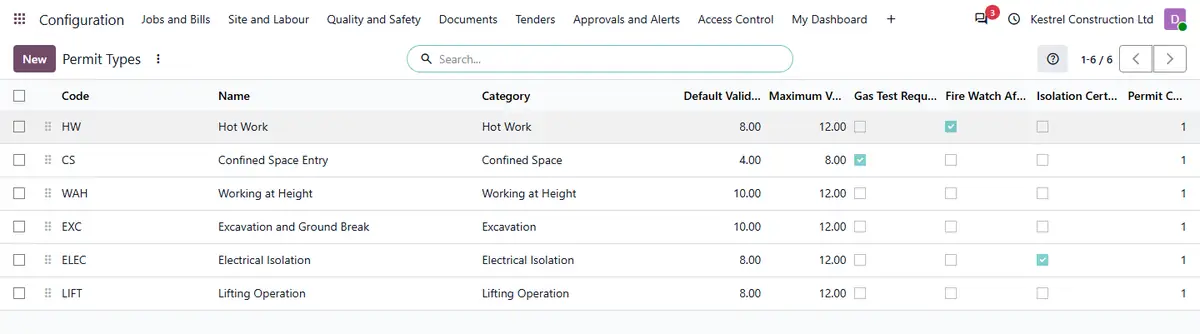 Configuration Jobs and Bills Site and Labour Quality and Safety Documents Tenders Approvals and Alerts Access Control My Dashboard + 3 Kestrel Construction Ltd D
New Permit Types Search... 1-6 / 6
Code Name Category Default Valid... Maximum V... Gas Test Requ... Fire Watch Af... Isolation Cert... Permit C...
HW Hot Work Hot Work 8.00 12.00 1
CS Confined Space Entry Confined Space 4.00 8.00 1
WAH Working at Height Working at Height 10.00 12.00 1
EXC Excavation and Ground Break Excavation 10.00 12.00 1
ELEC Electrical Isolation Electrical Isolation 8.00 12.00 1
LIFT Lifting Operation Lifting Operation 8.00 12.00 1